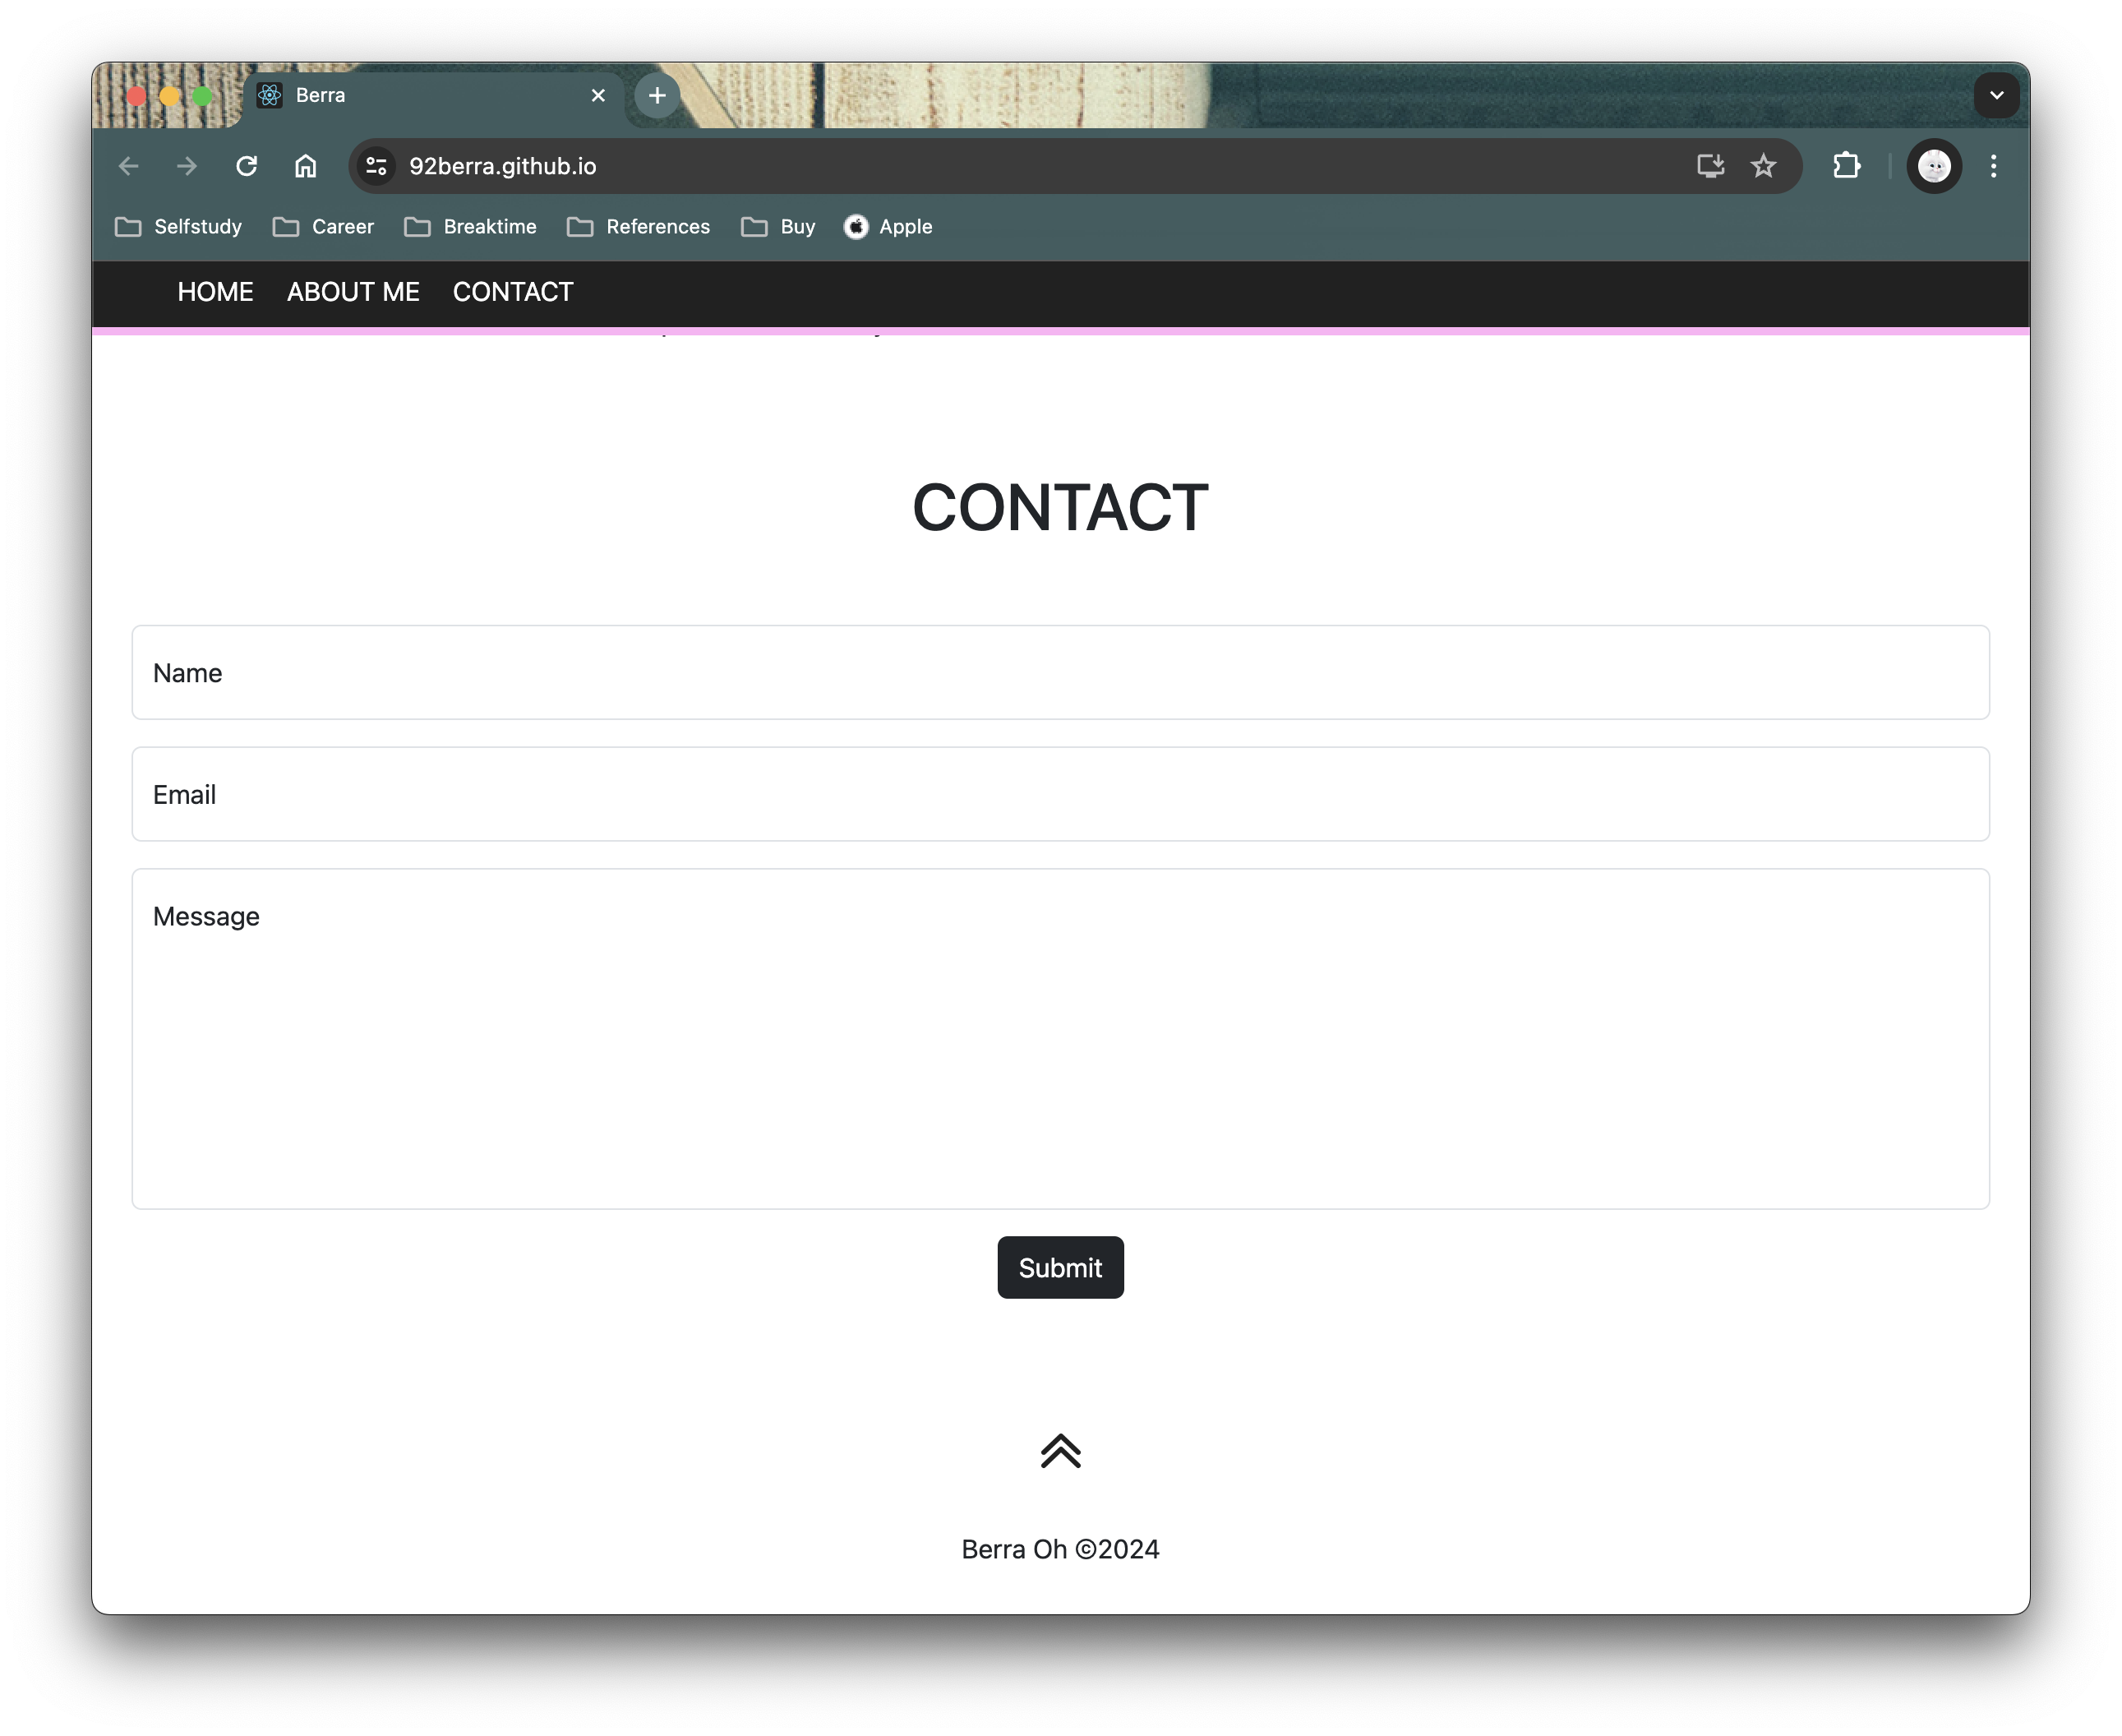 Berra
92berra.github.io
Selfstudy Career Breaktime References Buy Apple
HOME ABOUT ME CONTACT
CONTACT
Name
Email
Message
Submit
Berra Oh ©2024